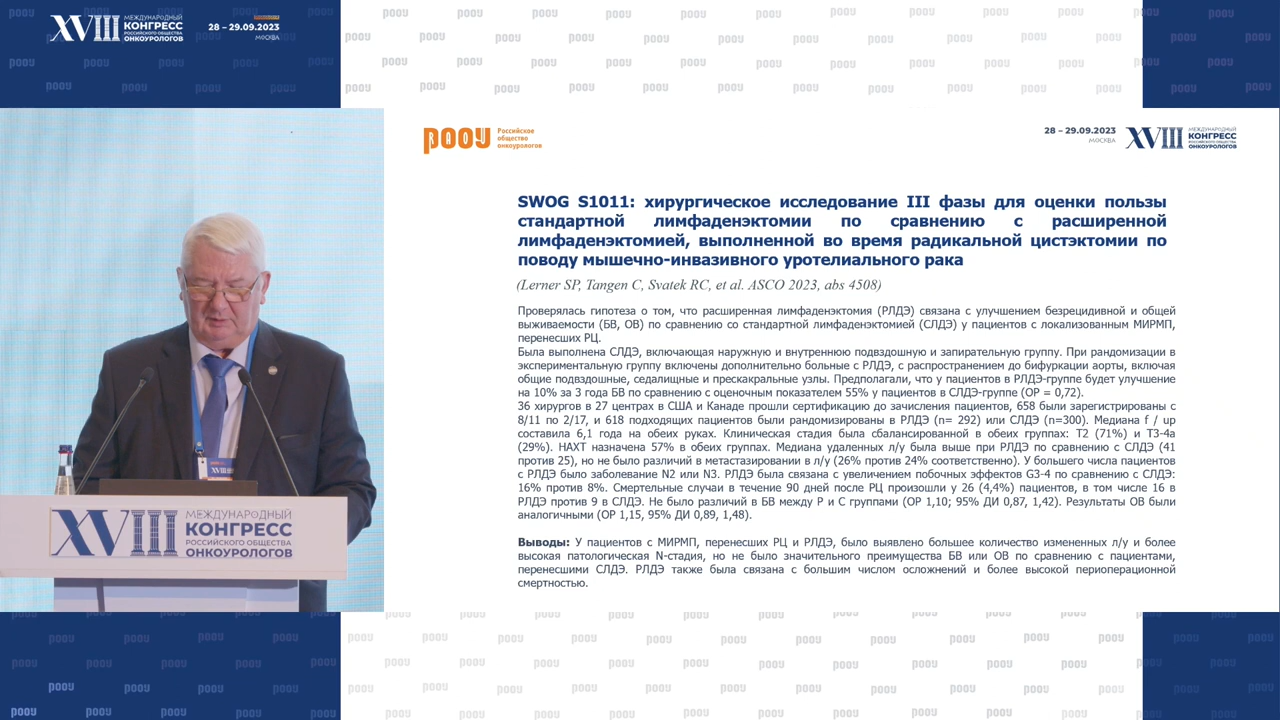 XVIII МЕЖДУНАРОДНЫЙ
КОНГРЕСС
РОССИЙСКОГО ОБЩЕСТВА
ОНКОУРОЛОГОВ
28 – 29.09.2023
МОСКВА
РООУ Российское
общество
онкоурологов
28 – 29.09.2023
МОСКВА
XVIII МЕЖДУНАРОДНЫЙ
КОНГРЕСС
РОССИЙСКОГО ОБЩЕСТВА
ОНКОУРОЛОГОВ
SWOG S1011: хирургическое исследование III фазы для оценки пользы
стандартной лимфаденэктомии по сравнению с расширенной
лимфаденэктомией, выполненной во время радикальной цистэктомии по
поводу мышечно-инвазивного уротелиального рака
(Lerner SP, Tangen C, Svatek RC, et al. ASCO 2023, abs 4508)
Проверялась гипотеза о том, что расширенная лимфаденэктомия (РЛДЭ) связана с улучшением безрецидивной и общей
выживаемости (БВ, ОВ) по сравнению со стандартной лимфаденэктомией (СЛДЭ) у пациентов с локализованным МИРМП,
перенесших РЦ.
Была выполнена СЛДЭ, включающая наружную и внутреннюю подвздошную и запирательную группу. При рандомизации в
экспериментальную группу включены дополнительно больные с РЛДЭ, с распространением до бифуркации аорты, включая
общие подвздошные, седалищные и пресакральные узлы. Предполагали, что у пациентов в РЛДЭ-группе будет улучшение
на 10% за 3 года БВ по сравнению с оценочным показателем 55% у пациентов в СЛДЭ-группе (ОР = 0,72).
36 хирургов в 27 центрах в США и Канаде прошли сертификацию до зачисления пациентов, 658 были зарегистрированы с
8/11 по 2/17, и 618 подходящих пациентов были рандомизированы в РЛДЭ (n= 292) или СЛДЭ (n=300). Медиана f / up
составила 6,1 года на обеих руках. Клиническая стадия была сбалансированной в обеих группах: Т2 (71%) и Т3-4а
(29%). НАХТ назначена 57% в обеих группах. Медиана удаленных л/у была выше при РЛДЭ по сравнению с СЛДЭ (41
против 25), но не было различий в метастазировании в л/у (26% против 24% соответственно). У большего числа пациентов
с РЛДЭ было заболевание N2 или N3. РЛДЭ была связана с увеличением побочных эффектов G3-4 по сравнению с СЛДЭ:
16% против 8%. Смертельные случаи в течение 90 дней после РЦ произошли у 26 (4,4%) пациентов, в том числе 16 в
РЛДЭ против 9 в СЛДЭ. Не было различий в БВ между Р и С группами (ОР 1,10; 95% ДИ 0,87, 1,42). Результаты ОВ были
аналогичными (ОР 1,15, 95% ДИ 0,89, 1,48).
Выводы: У пациентов с МИРМП, перенесших РЦ и РЛДЭ, было выявлено большее количество измененных л/у и более
высокая патологическая N-стадия, но не было значительного преимущества БВ или ОВ по сравнению с пациентами,
перенесшими СЛДЭ. РЛДЭ также была связана с большим числом осложнений и более высокой периоперационной
смертностью.
XVIII МЕЖДУНАРОДНЫЙ
КОНГРЕСС
РОССИЙСКОГО ОБЩЕСТВА
ОНКОУРОЛОГОВ